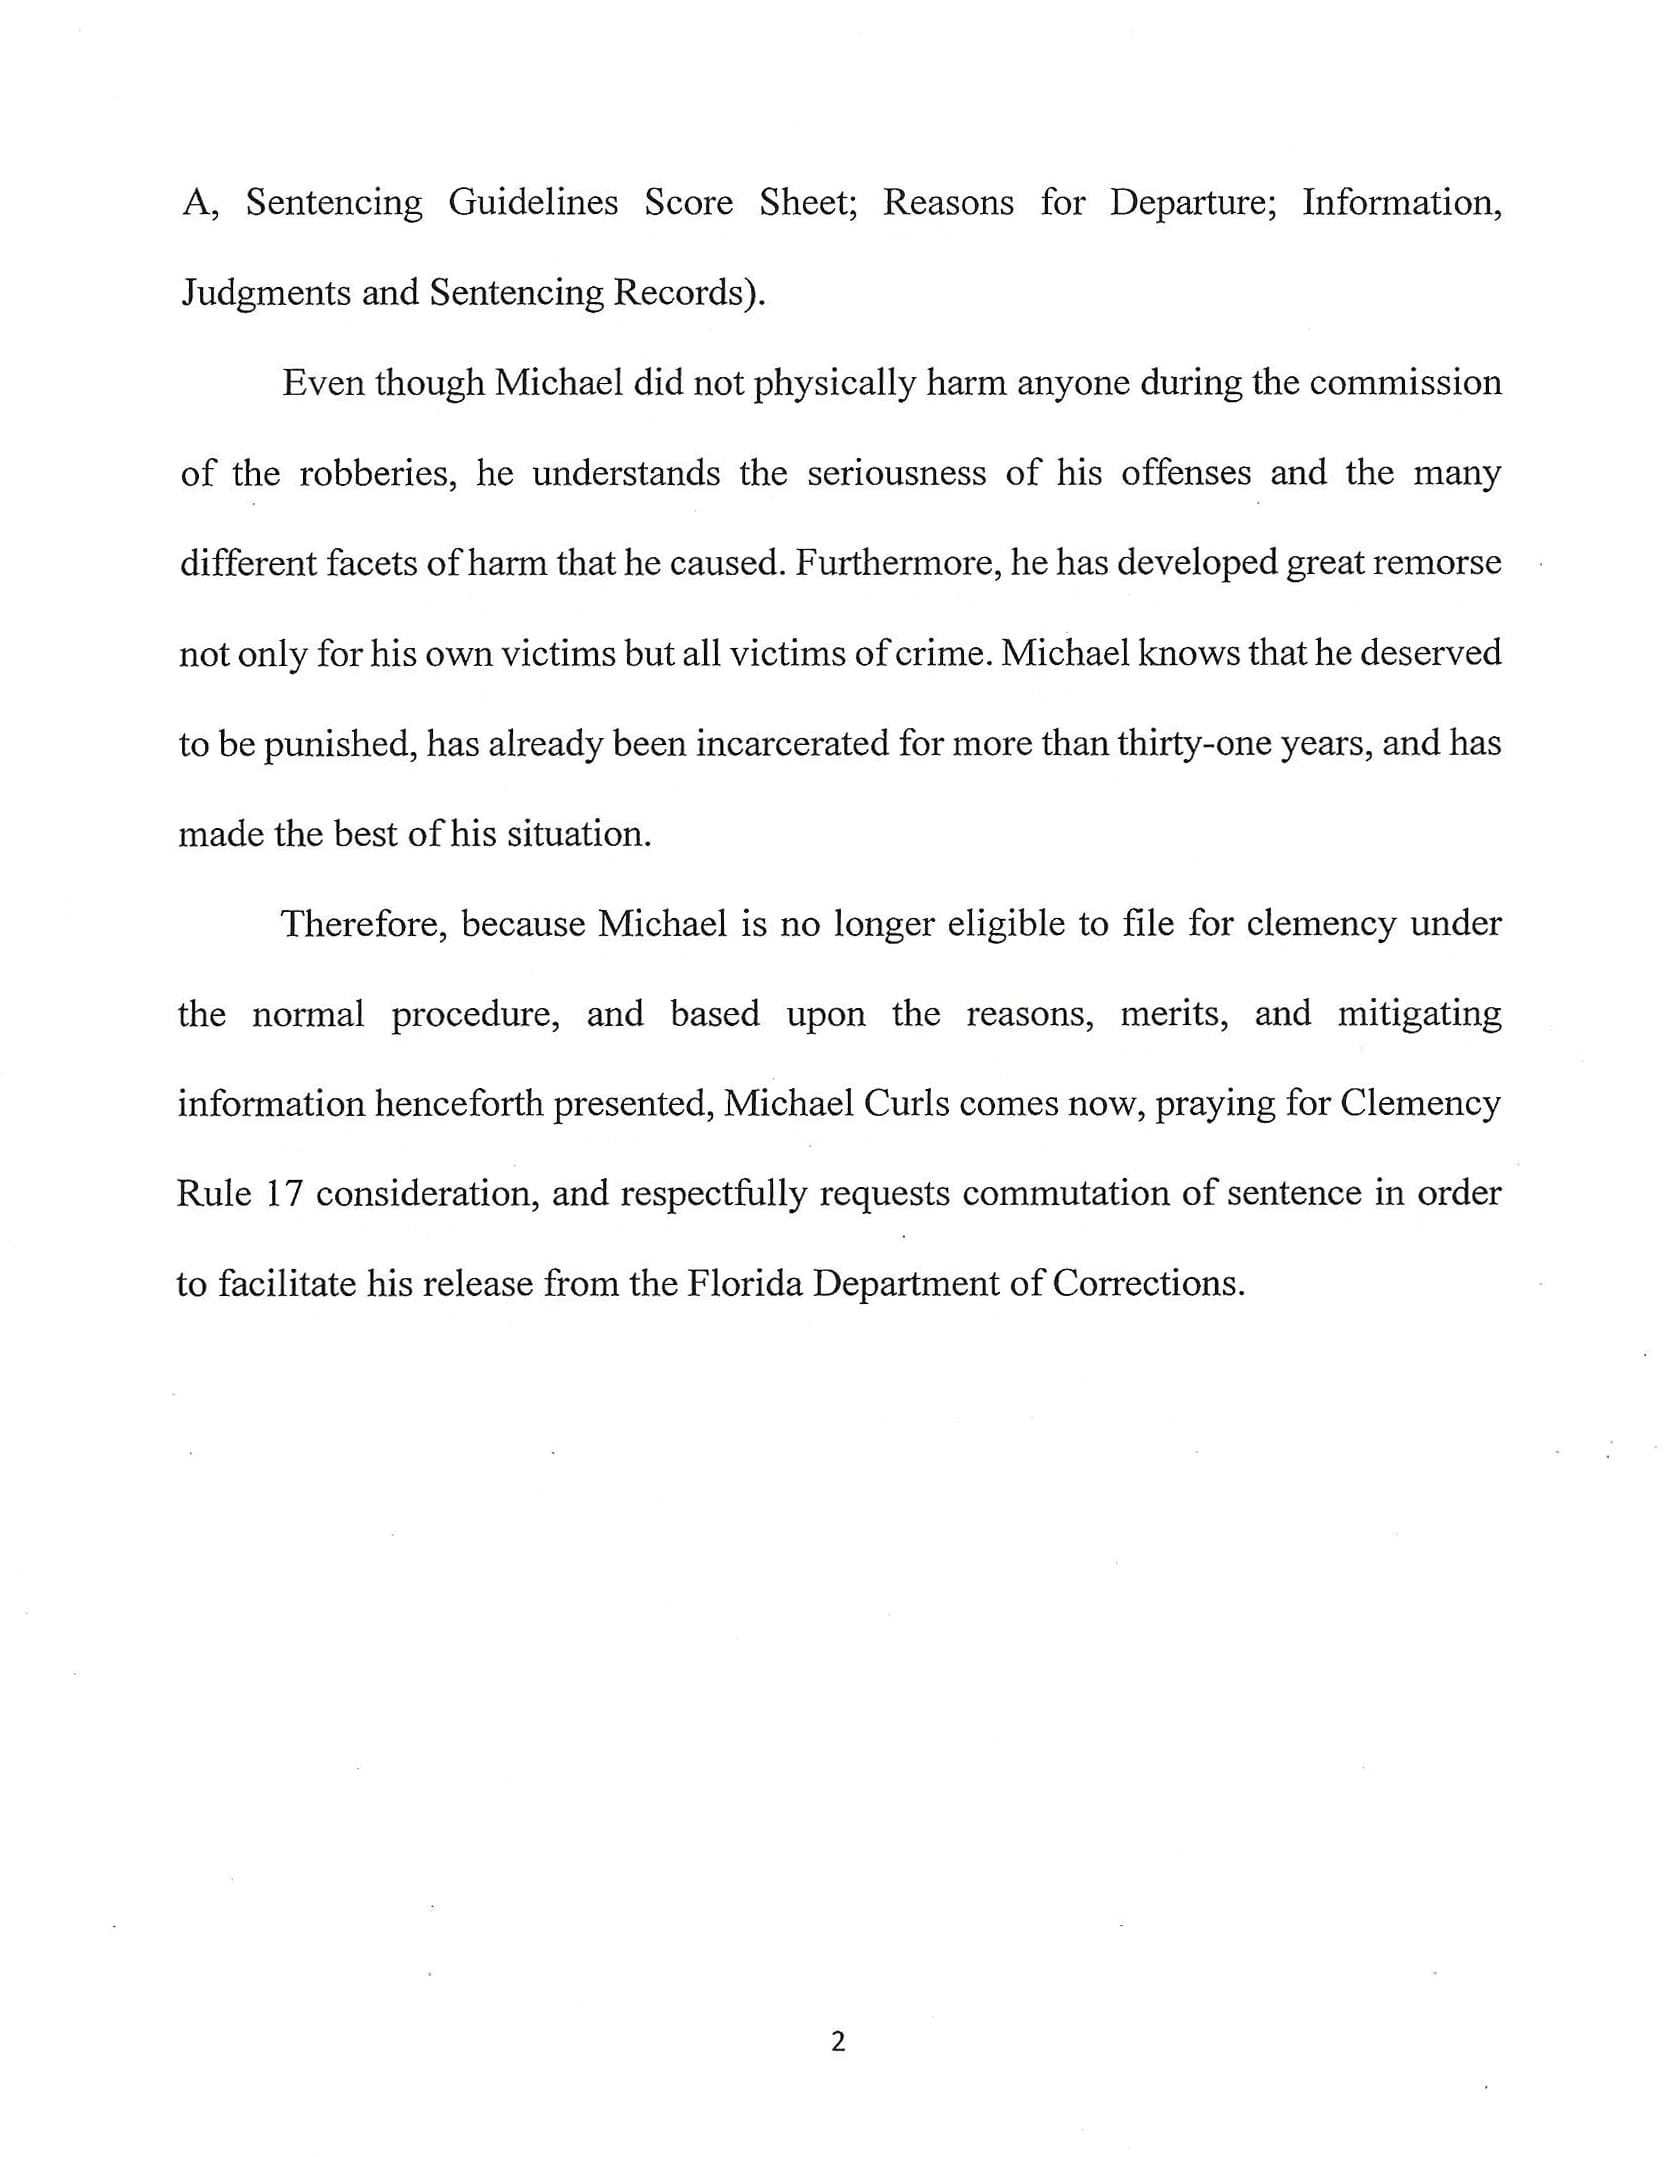 A, Sentencing Guidelines Score Sheet; Reasons for Departure; Information,
Judgments and Sentencing Records).
Even though Michael did not physically harm anyone during the commission
of the robberies, he understands the seriousness of his offenses and the many
different facets of harm that he caused. Furthermore, he has developed great remorse
not only for his own victims but all victims of crime. Michael knows that he deserved
to be punished, has already been incarcerated for more than thirty-one years, and has
made the best of his situation.
Therefore, because Michael is no longer eligible to file for clemency under
the normal procedure, and based upon the reasons, merits, and mitigating
information henceforth presented, Michael Curls comes now, praying for Clemency
Rule 17 consideration, and respectfully requests commutation of sentence in order
to facilitate his release from the Florida Department of Corrections.
2